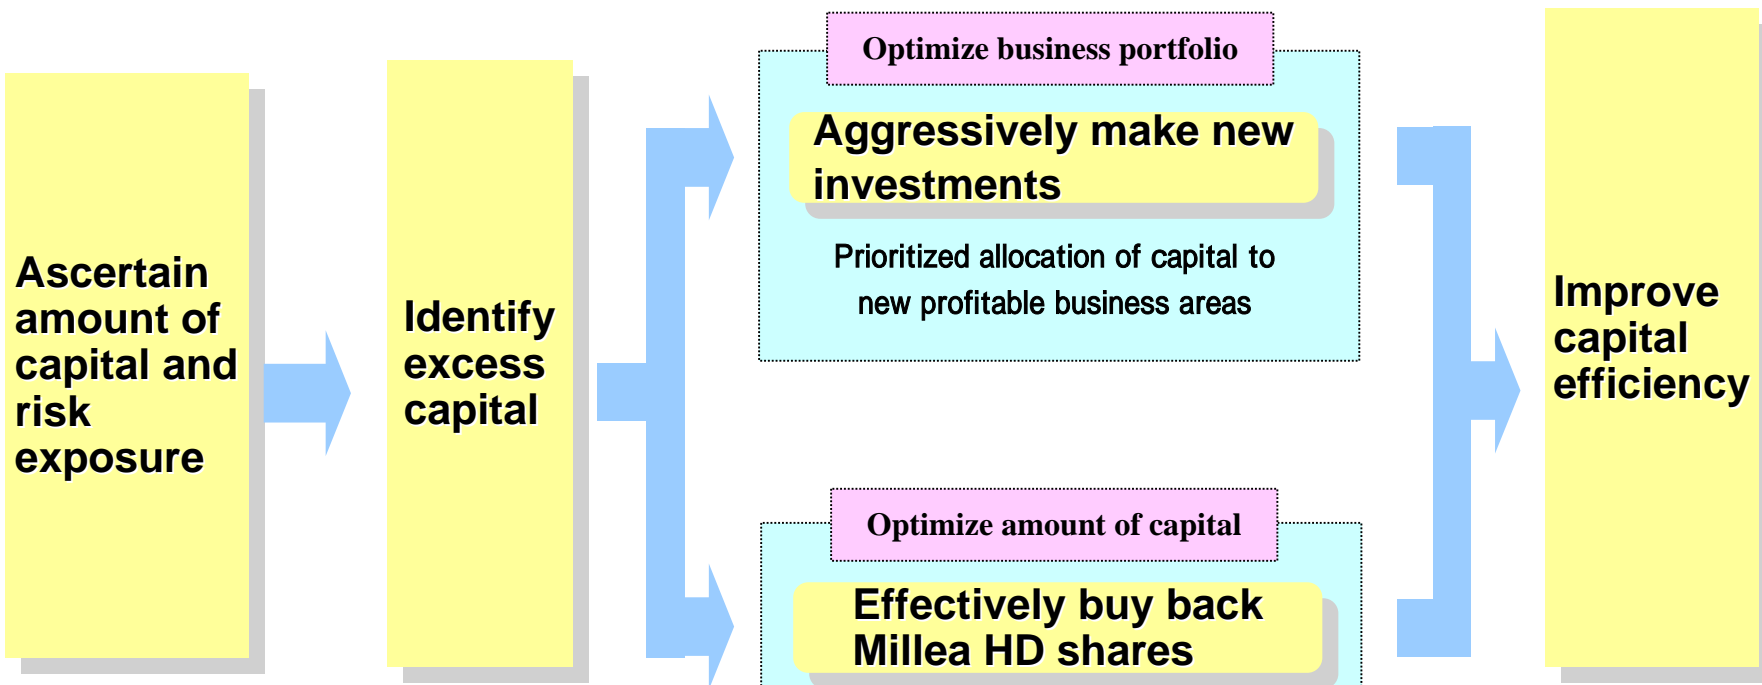 Ascertain
amount of
capital and
risk
exposure
Identify
excess
capital
Optimize business portfolio
Aggressively make new
investments
Prioritized allocation of capital to
new profitable business areas
Optimize amount of capital
Effectively buy back
Millea HD shares
Improve
capital
efficiency